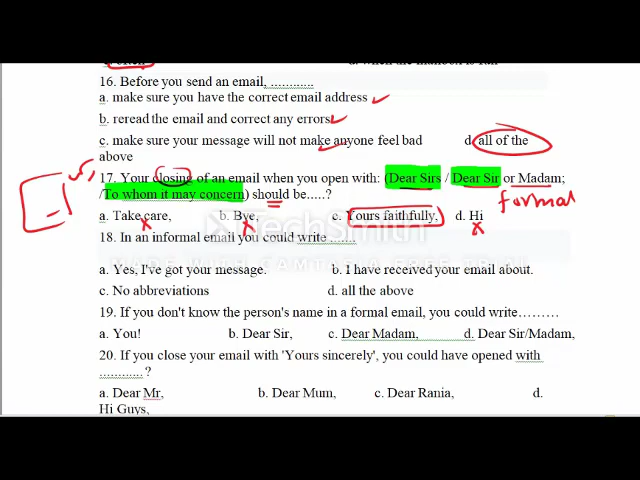 16. Before you send an email, ............
a. make sure you have the correct email address
b. reread the email and correct any errors
c. make sure your message will not make anyone feel bad d. all of the
above
17. Your closing of an email when you open with: (Dear Sirs / Dear Sir or Madam;
/To whom it may concern) should be.....?
formal
a. Take care, b. Bye, c. Yours faithfully, d. Hi
TechSmith
MADE WITH CAMTASIA FREE TRIAL
18. In an informal email you could write ......
a. Yes, I've got your message. b. I have received your email about.
c. No abbreviations d. all the above
19. If you don't know the person's name in a formal email, you could write.........
a. You! b. Dear Sir, c. Dear Madam, d. Dear Sir/Madam,
20. If you close your email with 'Yours sincerely', you could have opened with
............ ?
a. Dear Mr, b. Dear Mum, c. Dear Rania, d.
Hi Guys,